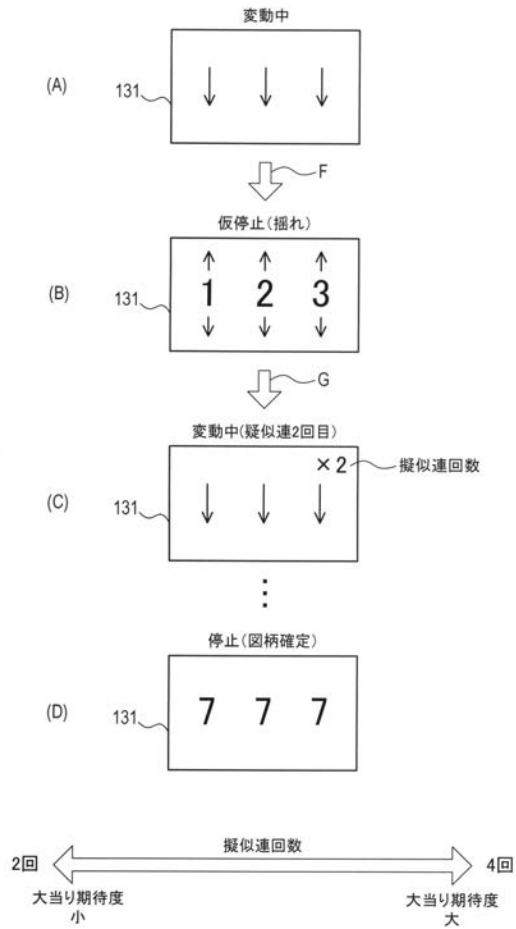 変動中
(A)
131
F
仮停止(揺れ)
1 2 3
(B)
131
G
変動中(疑似連2回目)
×2
擬似連回数
(C)
131
停止(図柄確定)
7 7 7
(D)
131
擬似連回数
2回
4回
大当り期待度
小
大当り期待度
大